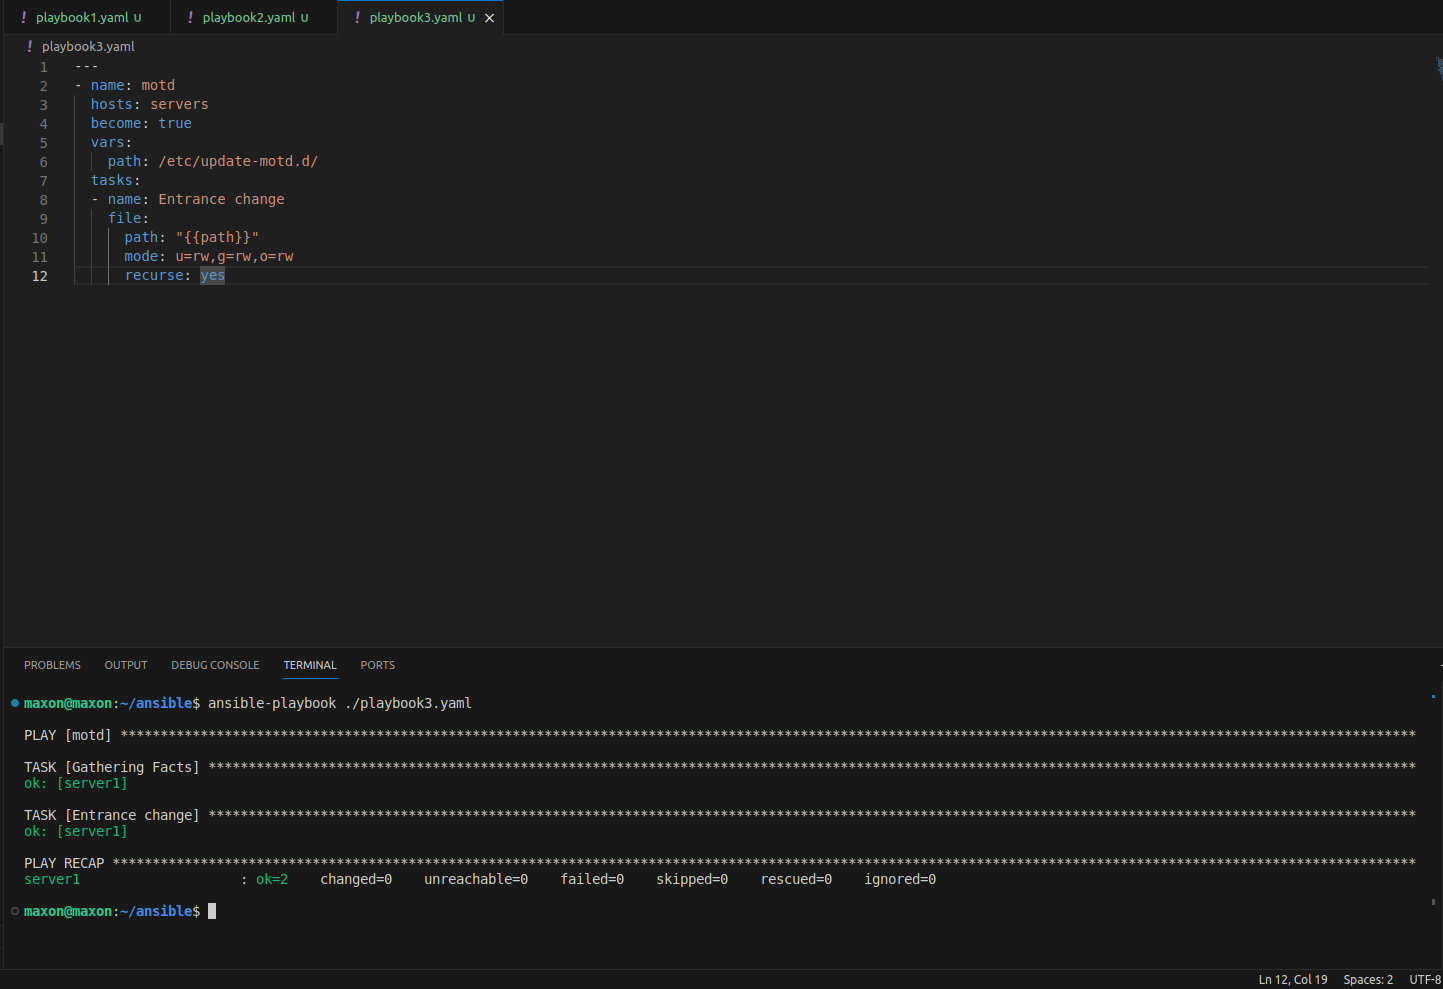 ! playbook1.yaml U ! playbook2.yaml U ! playbook3.yaml U ×
! playbook3.yaml
1 ---
2 - name: motd
3   hosts: servers
4   become: true
5   vars:
6     path: /etc/update-motd.d/
7   tasks:
8   - name: Entrance change
9     file:
10       path: "{{path}}"
11       mode: u=rw,g=rw,o=rw
12       recurse: yes
PROBLEMS OUTPUT DEBUG CONSOLE TERMINAL PORTS
maxon@maxon:~/ansible$ ansible-playbook ./playbook3.yaml
PLAY [motd] ******************************************************************************************************************************************************************
TASK [Gathering Facts] *******************************************************************************************************************************************************
ok: [server1]
TASK [Entrance change] *******************************************************************************************************************************************************
ok: [server1]
PLAY RECAP *******************************************************************************************************************************************************************
server1                    : ok=2    changed=0    unreachable=0    failed=0    skipped=0    rescued=0    ignored=0
maxon@maxon:~/ansible$
Ln 12, Col 19 Spaces: 2 UTF-8